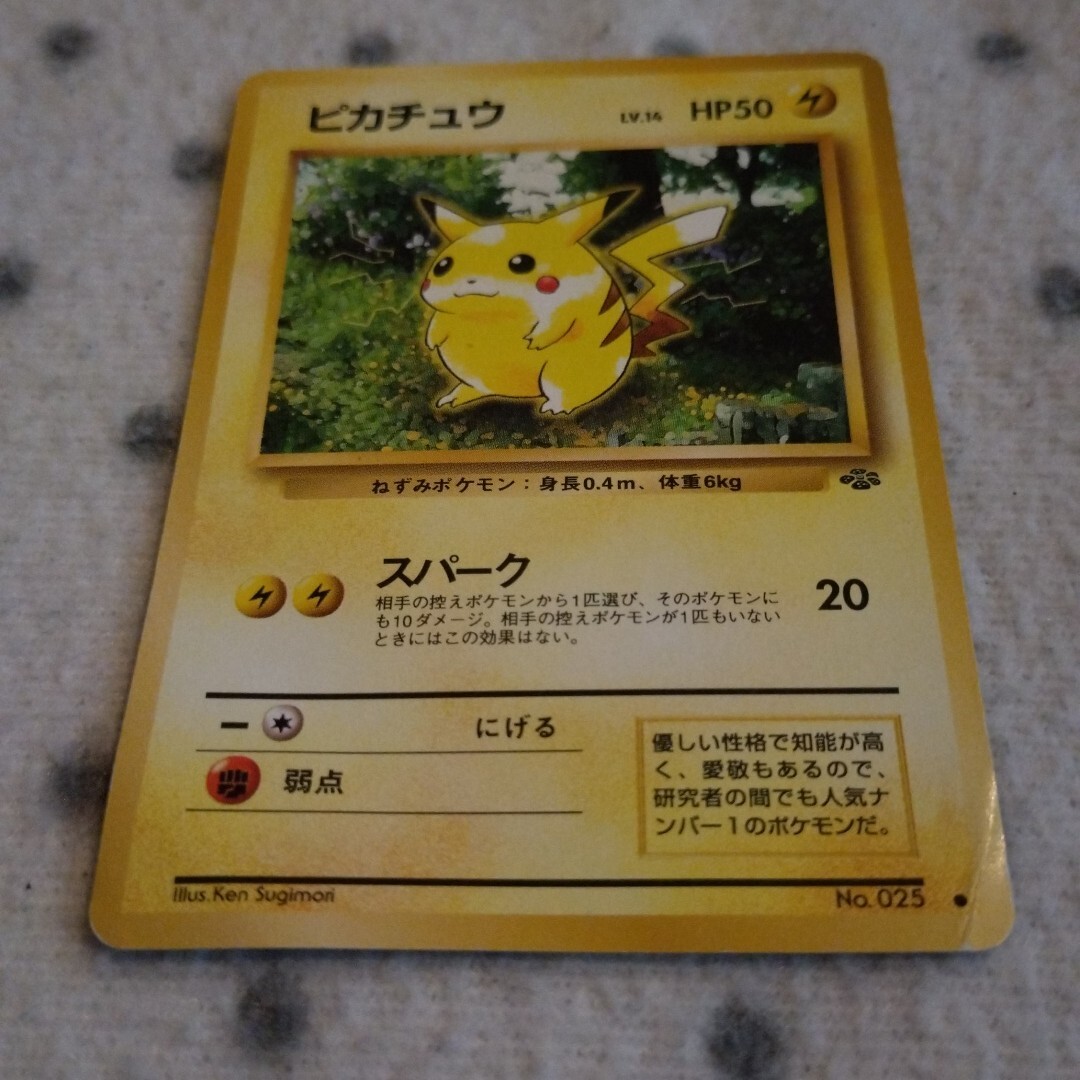 ピカチュウ LV.14 HP50
ねずみポケモン：身長0.4m、体重6kg
スパーク 20
相手の控えポケモンから1匹選び、そのポケモンに
も10ダメージ。相手の控えポケモンが1匹もいない
ときにはこの効果はない。
ー にげる
弱点
優しい性格で知能が高
く、愛敬もあるので、
研究者の間でも人気ナ
ンバー1のポケモンだ。
Illus. Ken Sugimori No. 025